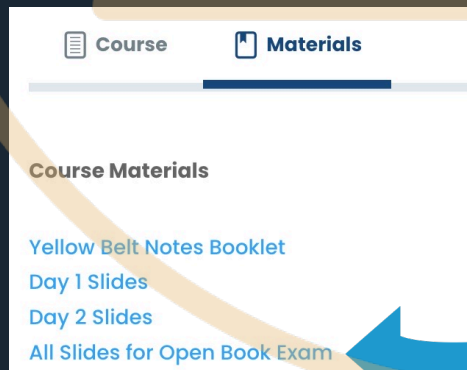 Course Materials
Course Materials
Yellow Belt Notes Booklet
Day 1 Slides
Day 2 Slides
All Slides for Open Book Exam